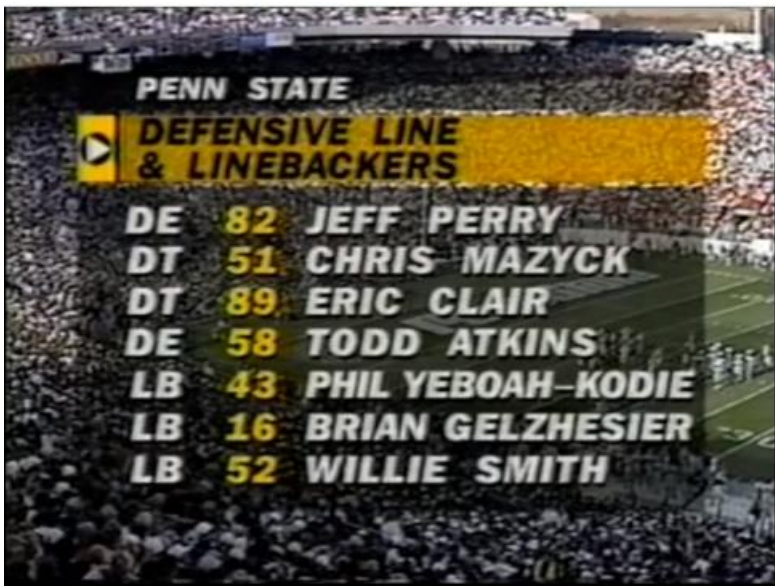 PENN STATE
DEFENSIVE LINE
& LINEBACKERS
DE 82 JEFF PERRY
DT 51 CHRIS MAZYCK
DT 89 ERIC CLAIR
DE 58 TODD ATKINS
LB 43 PHIL YEBOAH-KODIE
LB 16 BRIAN GELZHESIER
LB 52 WILLIE SMITH